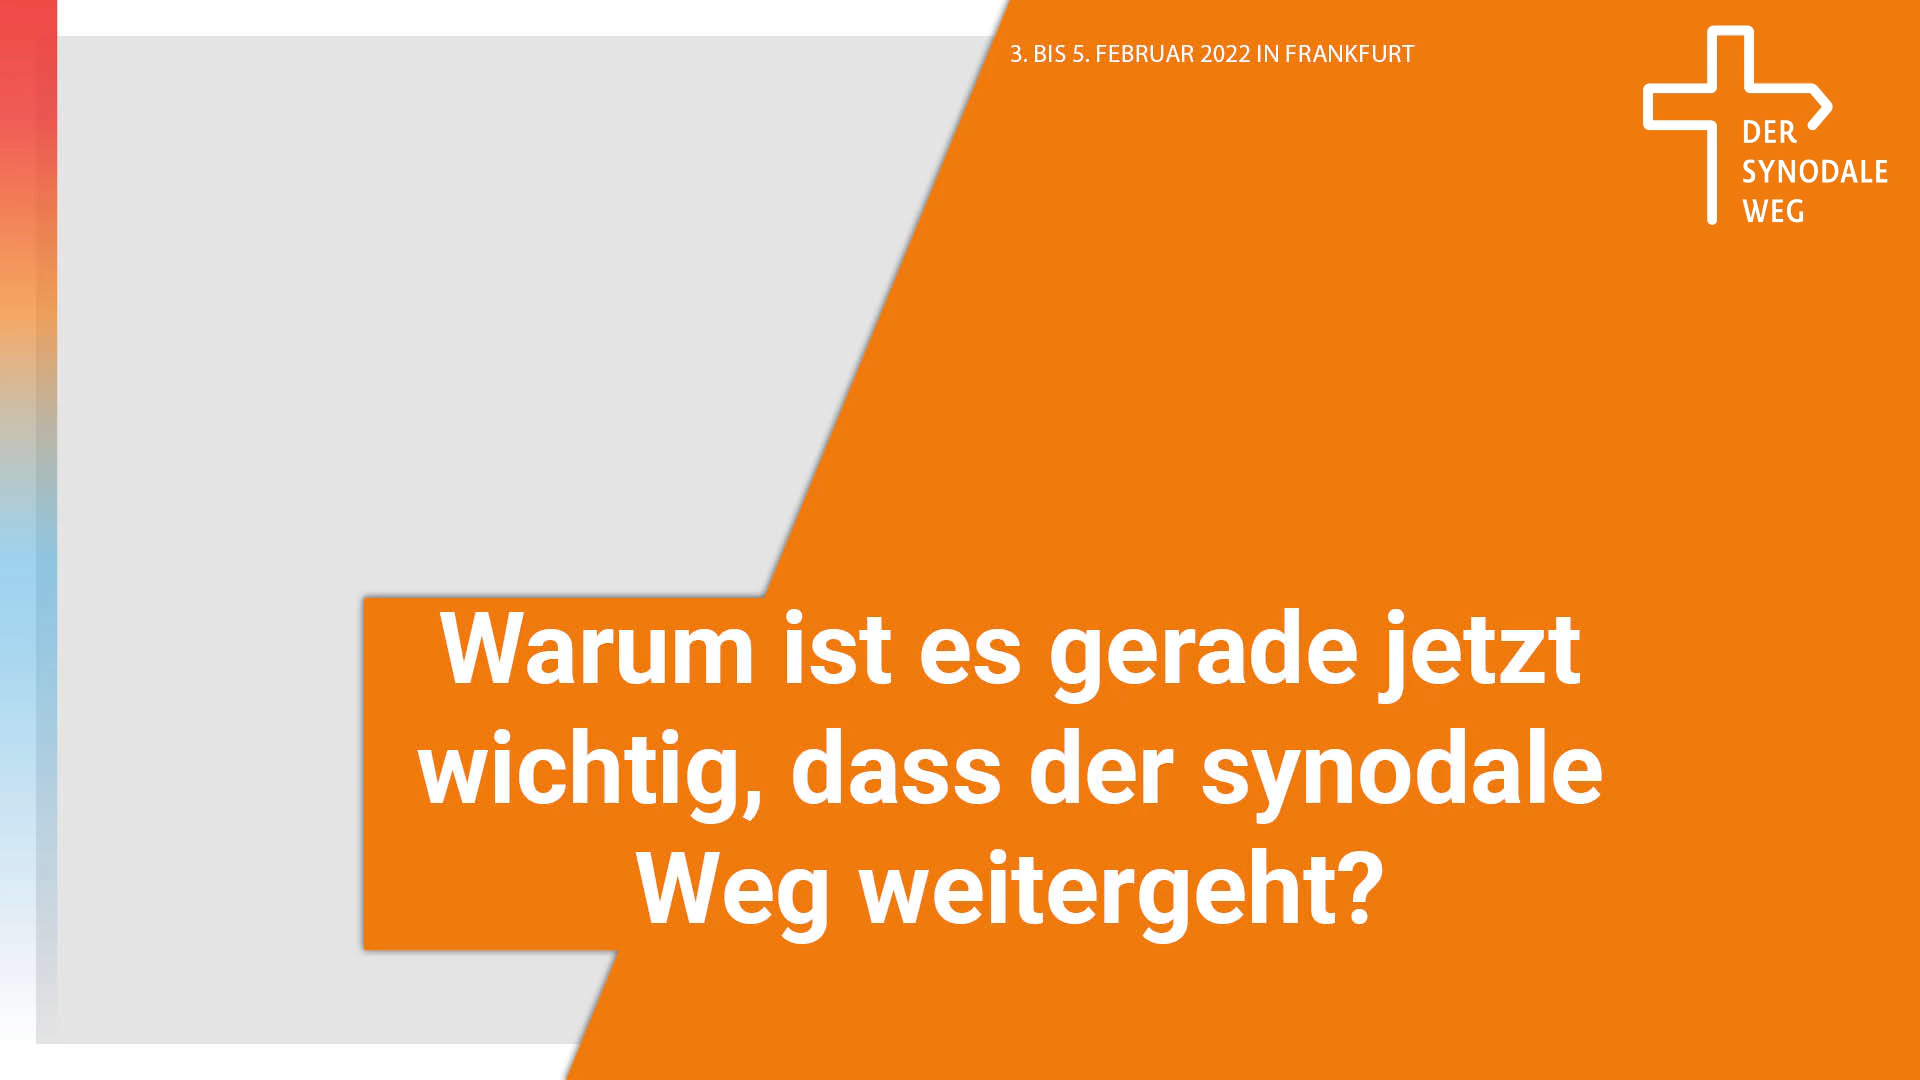 3. BIS 5. FEBRUAR 2022 IN FRANKFURT
DER
SYNODALE
WEG
Warum ist es gerade jetzt
wichtig, dass der synodale
Weg weitergeht?